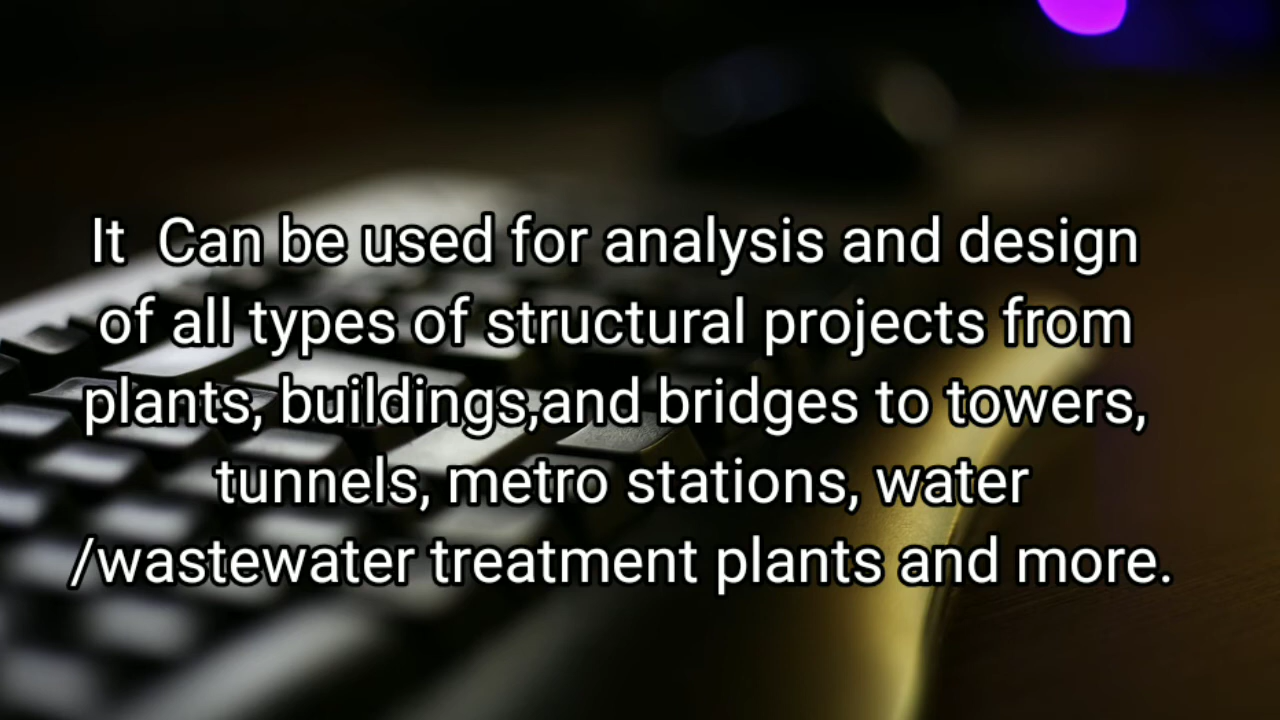 It  Can be used for analysis and design
of all types of structural projects from
plants, buildings,and bridges to towers,
tunnels, metro stations, water
/wastewater treatment plants and more.